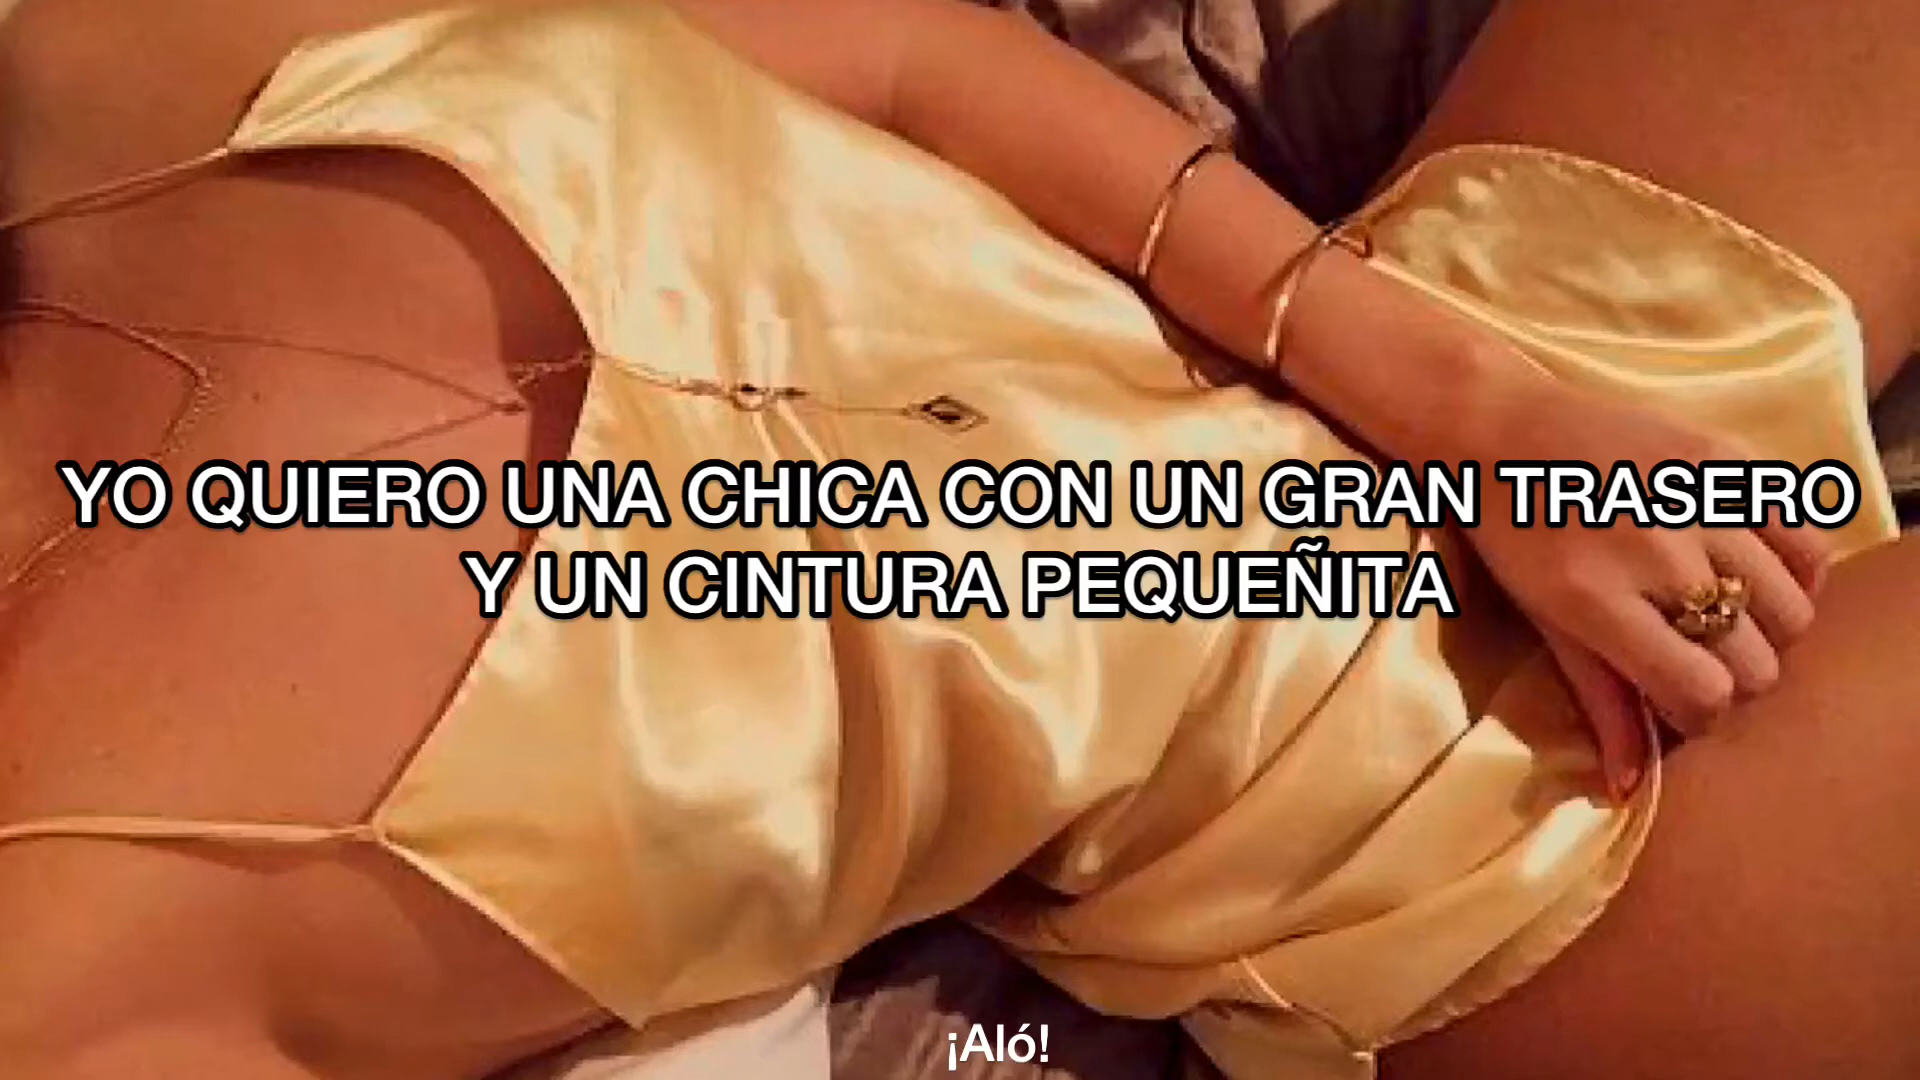 YO QUIERO UNA CHICA CON UN GRAN TRASERO
Y UN CINTURA PEQUEÑITA
¡Aló!